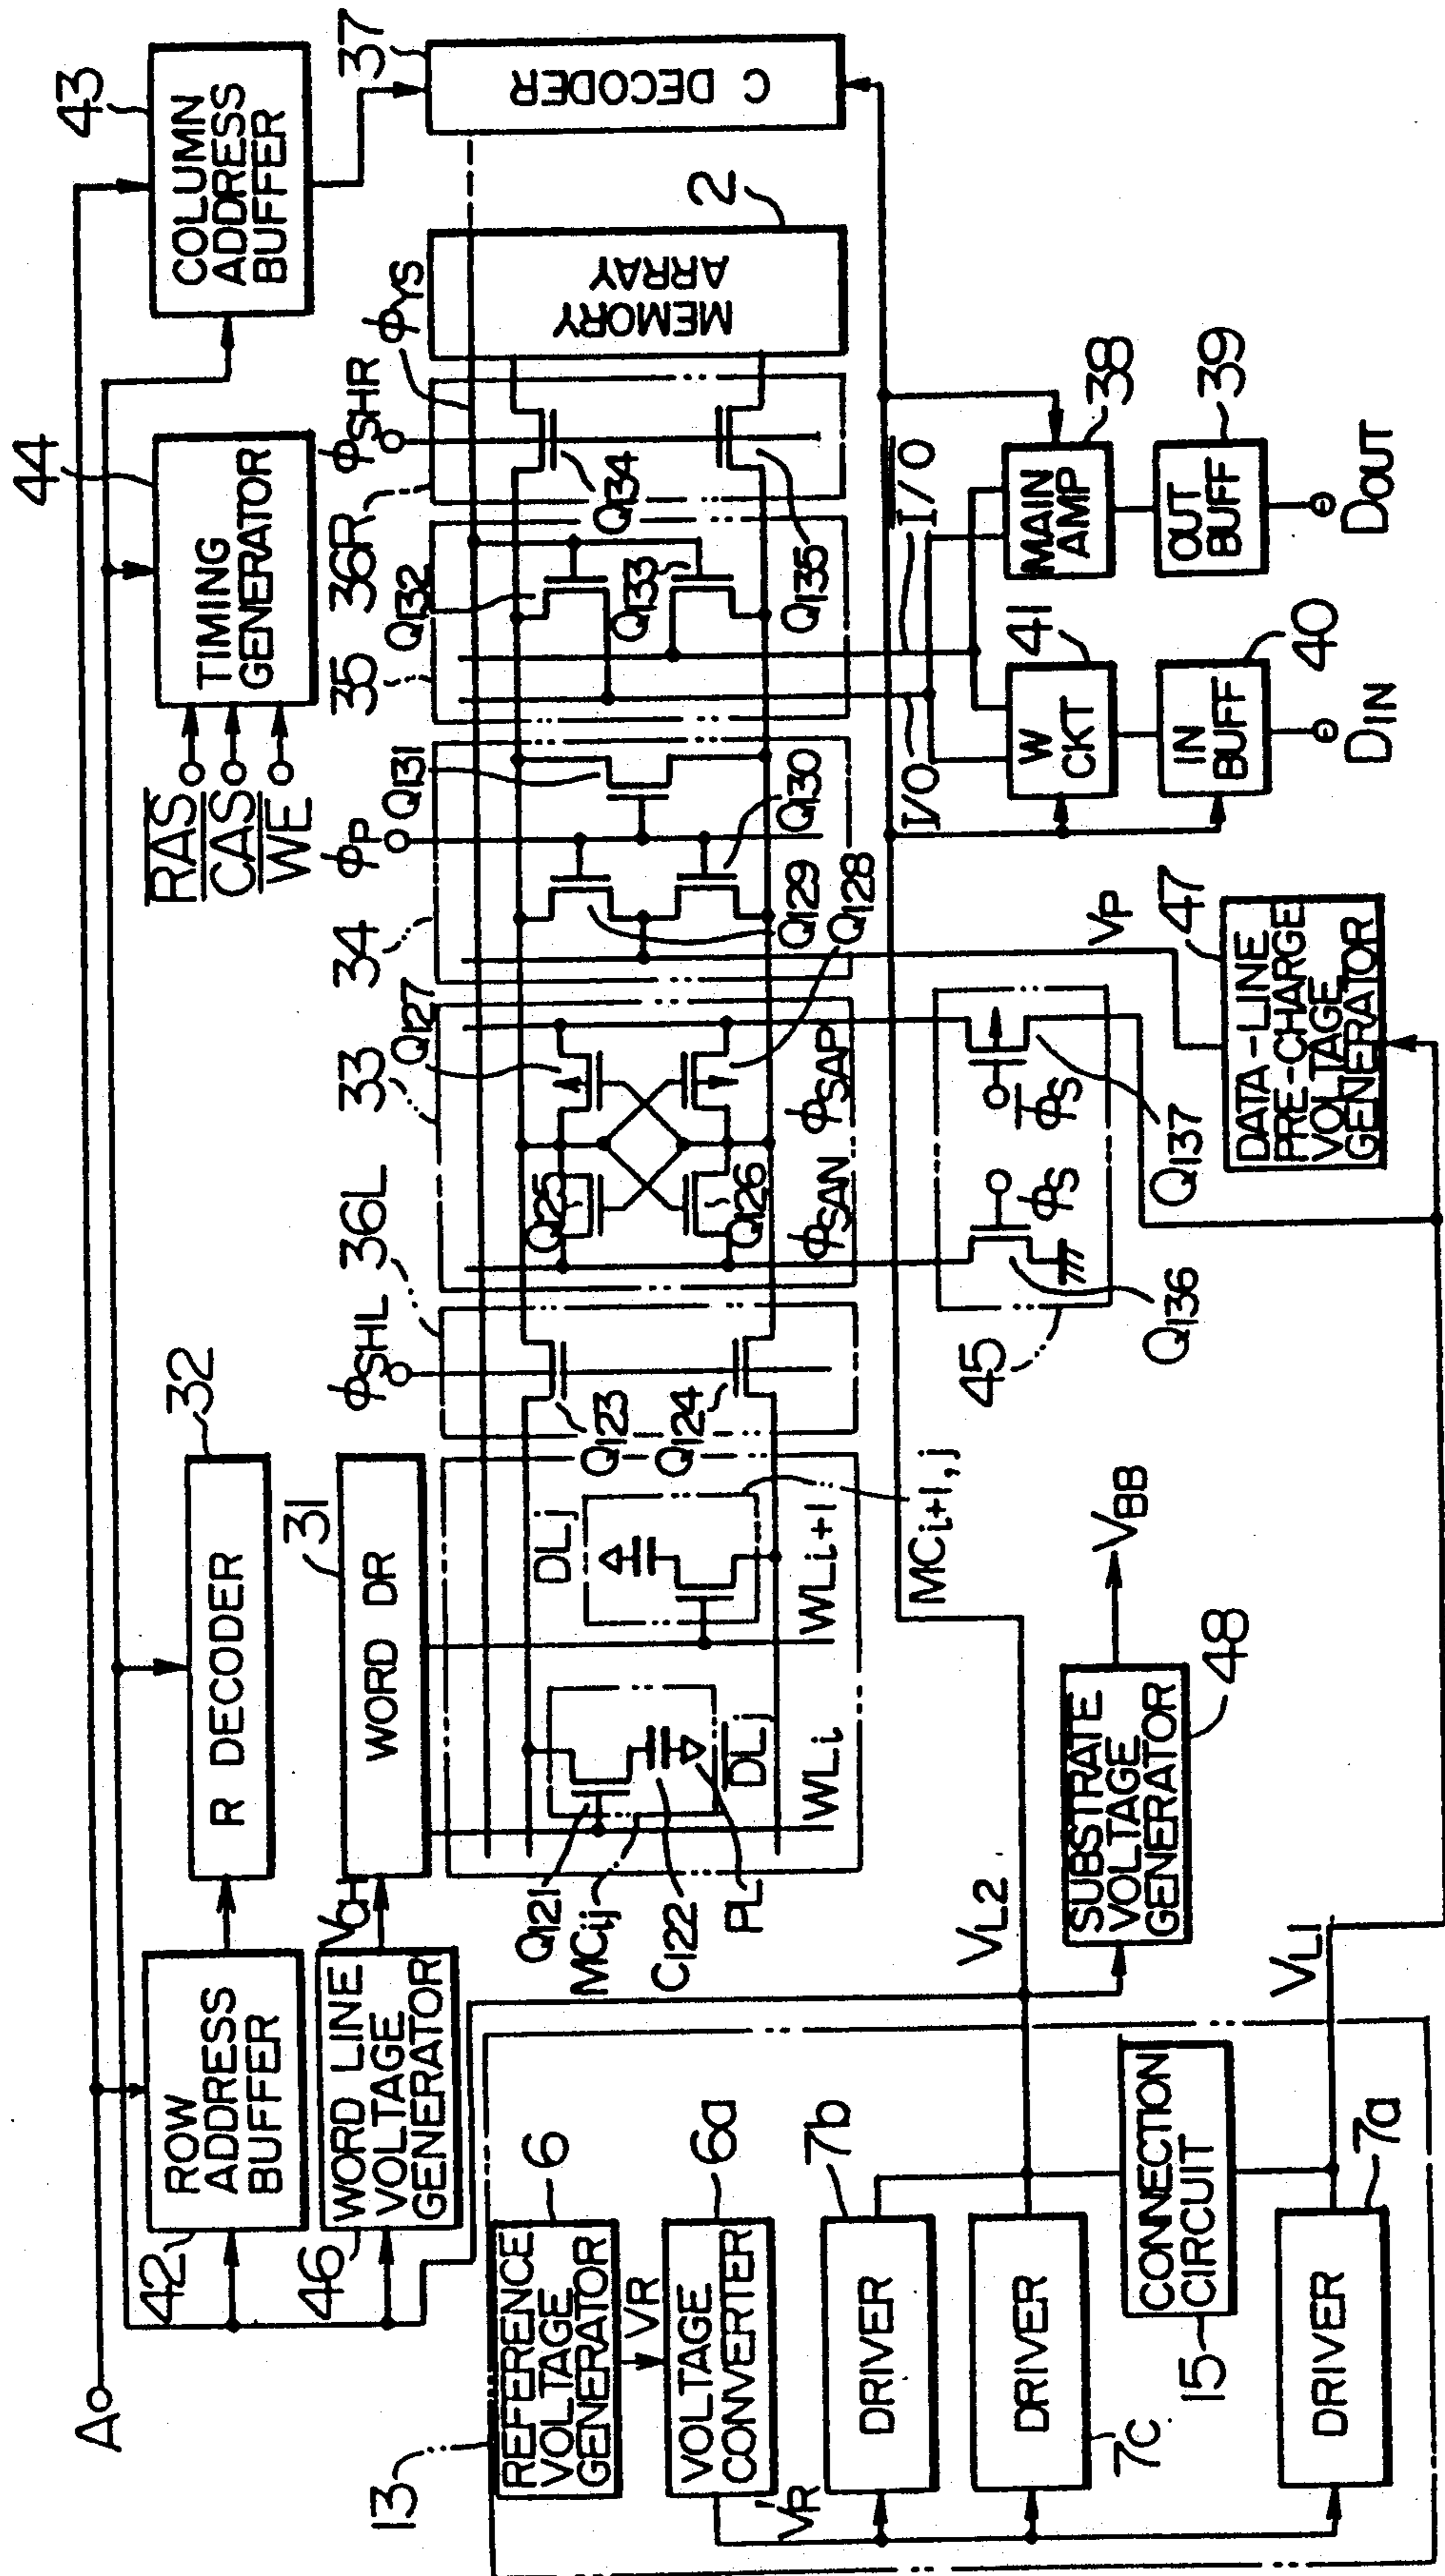 A
ROW
ADDRESS
BUFFER
42
R DECODER
32
TIMING
GENERATOR
44
COLUMN
ADDRESS
BUFFER
43
RAS
CAS
WE
WORD LINE
VOLTAGE
GENERATOR
46
VCH
WORD DR
31
ϕSHL
36L
33
Q127
34
ϕP
Q131
35
Q132
36R
ϕSHR
ϕYS
37
C DECODER
MEMORY
ARRAY
2
Q121
MCij
C122
PL
DLj
DLj
WLi
WLi+1
MCi+1,j
Q123
Q124
Q125
Q126
ϕSAN
ϕSAP
Q128
Q129
Q130
Q133
Q134
Q135
I/O
I/O
45
Q136
ϕS
ϕS
Q137
VP
47
DATA-LINE
PRE-CHARGE
VOLTAGE
GENERATOR
W
CKT
41
IN
BUFF
40
DIN
MAIN
AMP
38
OUT
BUFF
39
DOUT
13
REFERENCE
VOLTAGE
GENERATOR
6
VR
VOLTAGE
CONVERTER
6a
VR'
DRIVER
7b
DRIVER
7c
CONNECTION
CIRCUIT
15
DRIVER
7a
VL2
VL1
SUBSTRATE
VOLTAGE
GENERATOR
48
VBB